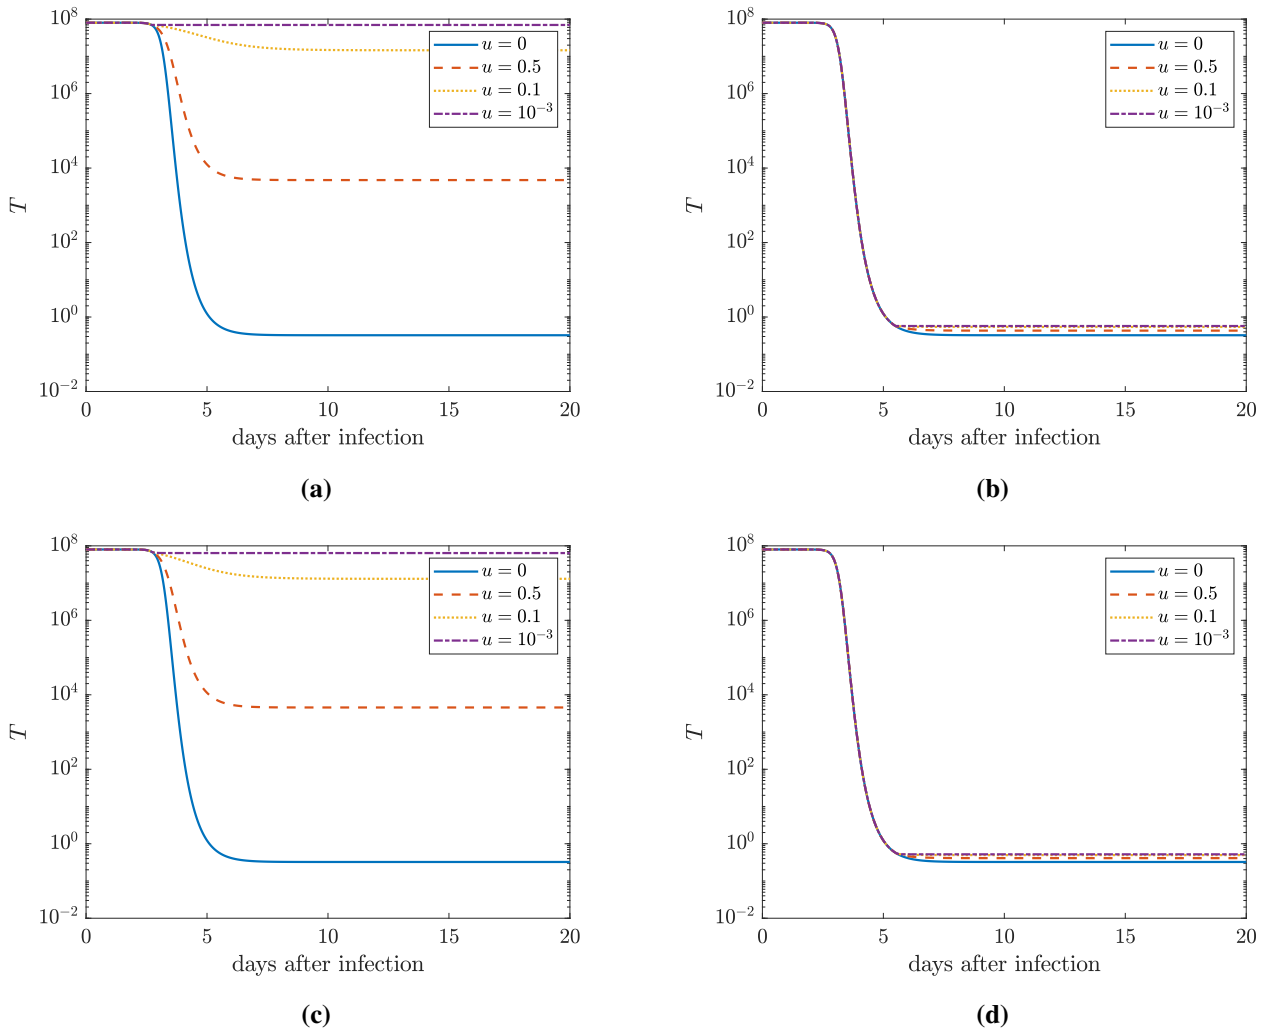 10^8
10^6
10^4
10^2
10^0
10^{-2}
T
0 5 10 15 20
days after infection
u = 0
u = 0.5
u = 0.1
u = 10^{-3}
(a)
10^8
10^6
10^4
10^2
10^0
10^{-2}
T
0 5 10 15 20
days after infection
u = 0
u = 0.5
u = 0.1
u = 10^{-3}
(b)
10^8
10^6
10^4
10^2
10^0
10^{-2}
T
0 5 10 15 20
days after infection
u = 0
u = 0.5
u = 0.1
u = 10^{-3}
(c)
10^8
10^6
10^4
10^2
10^0
10^{-2}
T
0 5 10 15 20
days after infection
u = 0
u = 0.5
u = 0.1
u = 10^{-3}
(d)